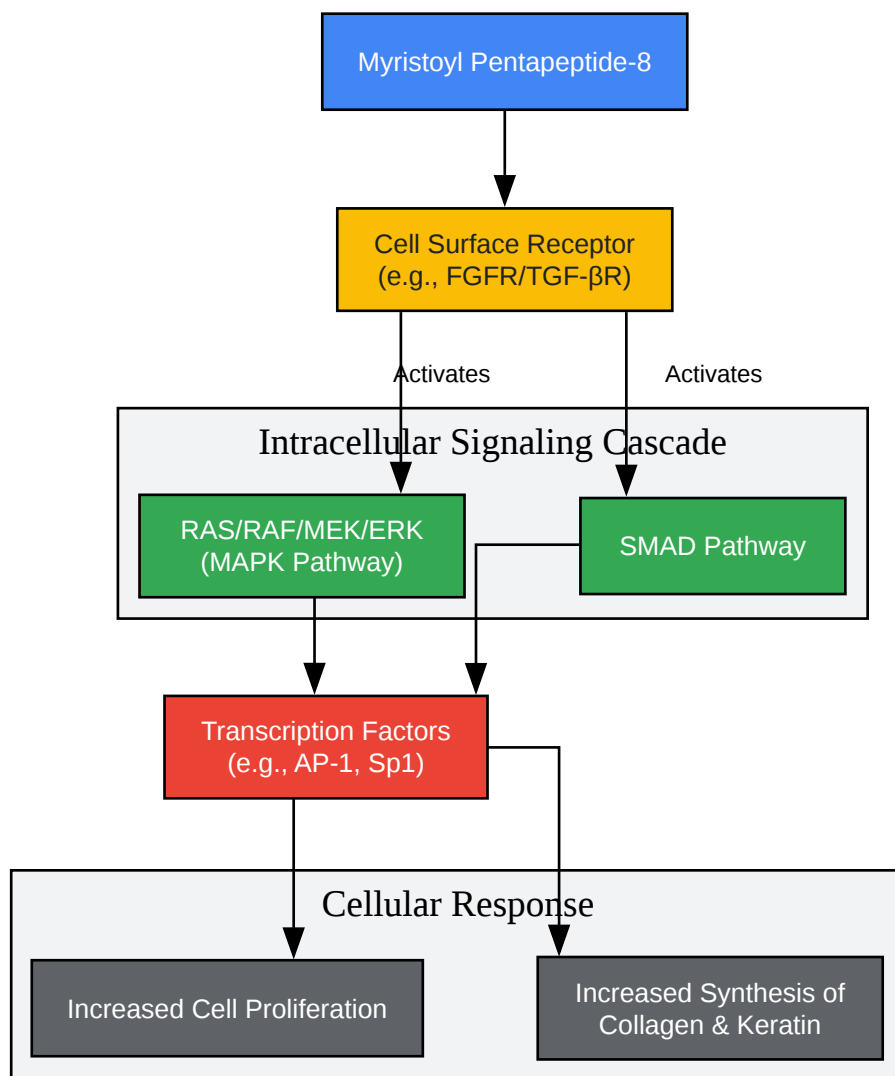 Myristoyl Pentapeptide-8
Cell Surface Receptor
(e.g., FGFR/TGF-βR)
Activates
Activates
Intracellular Signaling Cascade
RAS/RAF/MEK/ERK
(MAPK Pathway)
SMAD Pathway
Transcription Factors
(e.g., AP-1, Sp1)
Cellular Response
Increased Cell Proliferation
Increased Synthesis of
Collagen & Keratin